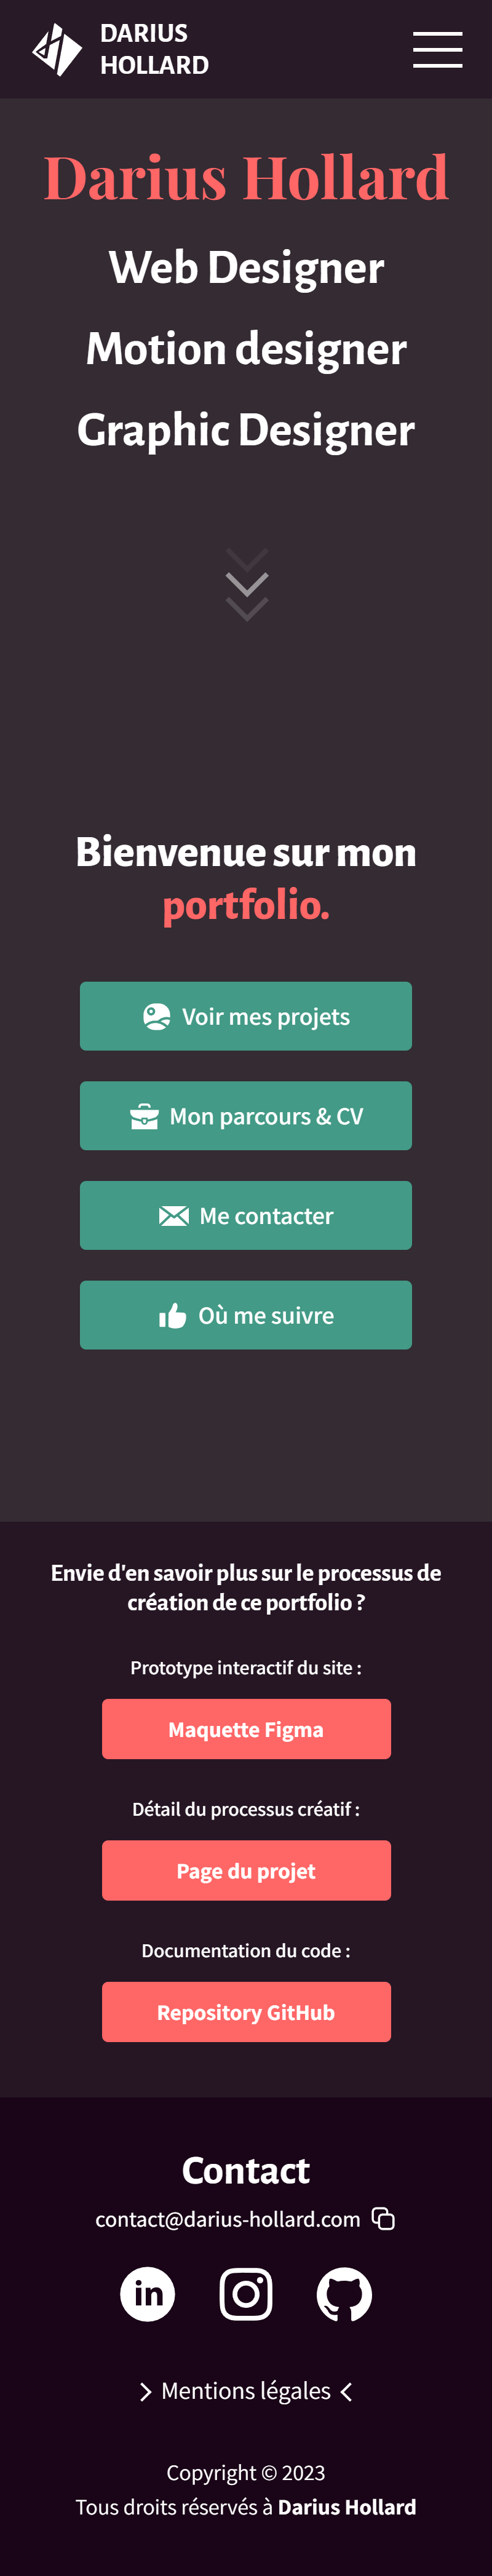 DARIUS
HOLLARD
Darius Hollard
Web Designer
Motion designer
Graphic Designer
Bienvenue sur mon
portfolio.
Voir mes projets
Mon parcours & CV
Me contacter
Où me suivre
Envie d'en savoir plus sur le processus de
création de ce portfolio ?
Prototype interactif du site :
Maquette Figma
Détail du processus créatif :
Page du projet
Documentation du code :
Repository GitHub
Contact
contact@darius-hollard.com
in
Mentions légales
Copyright © 2023
Tous droits réservés à Darius Hollard